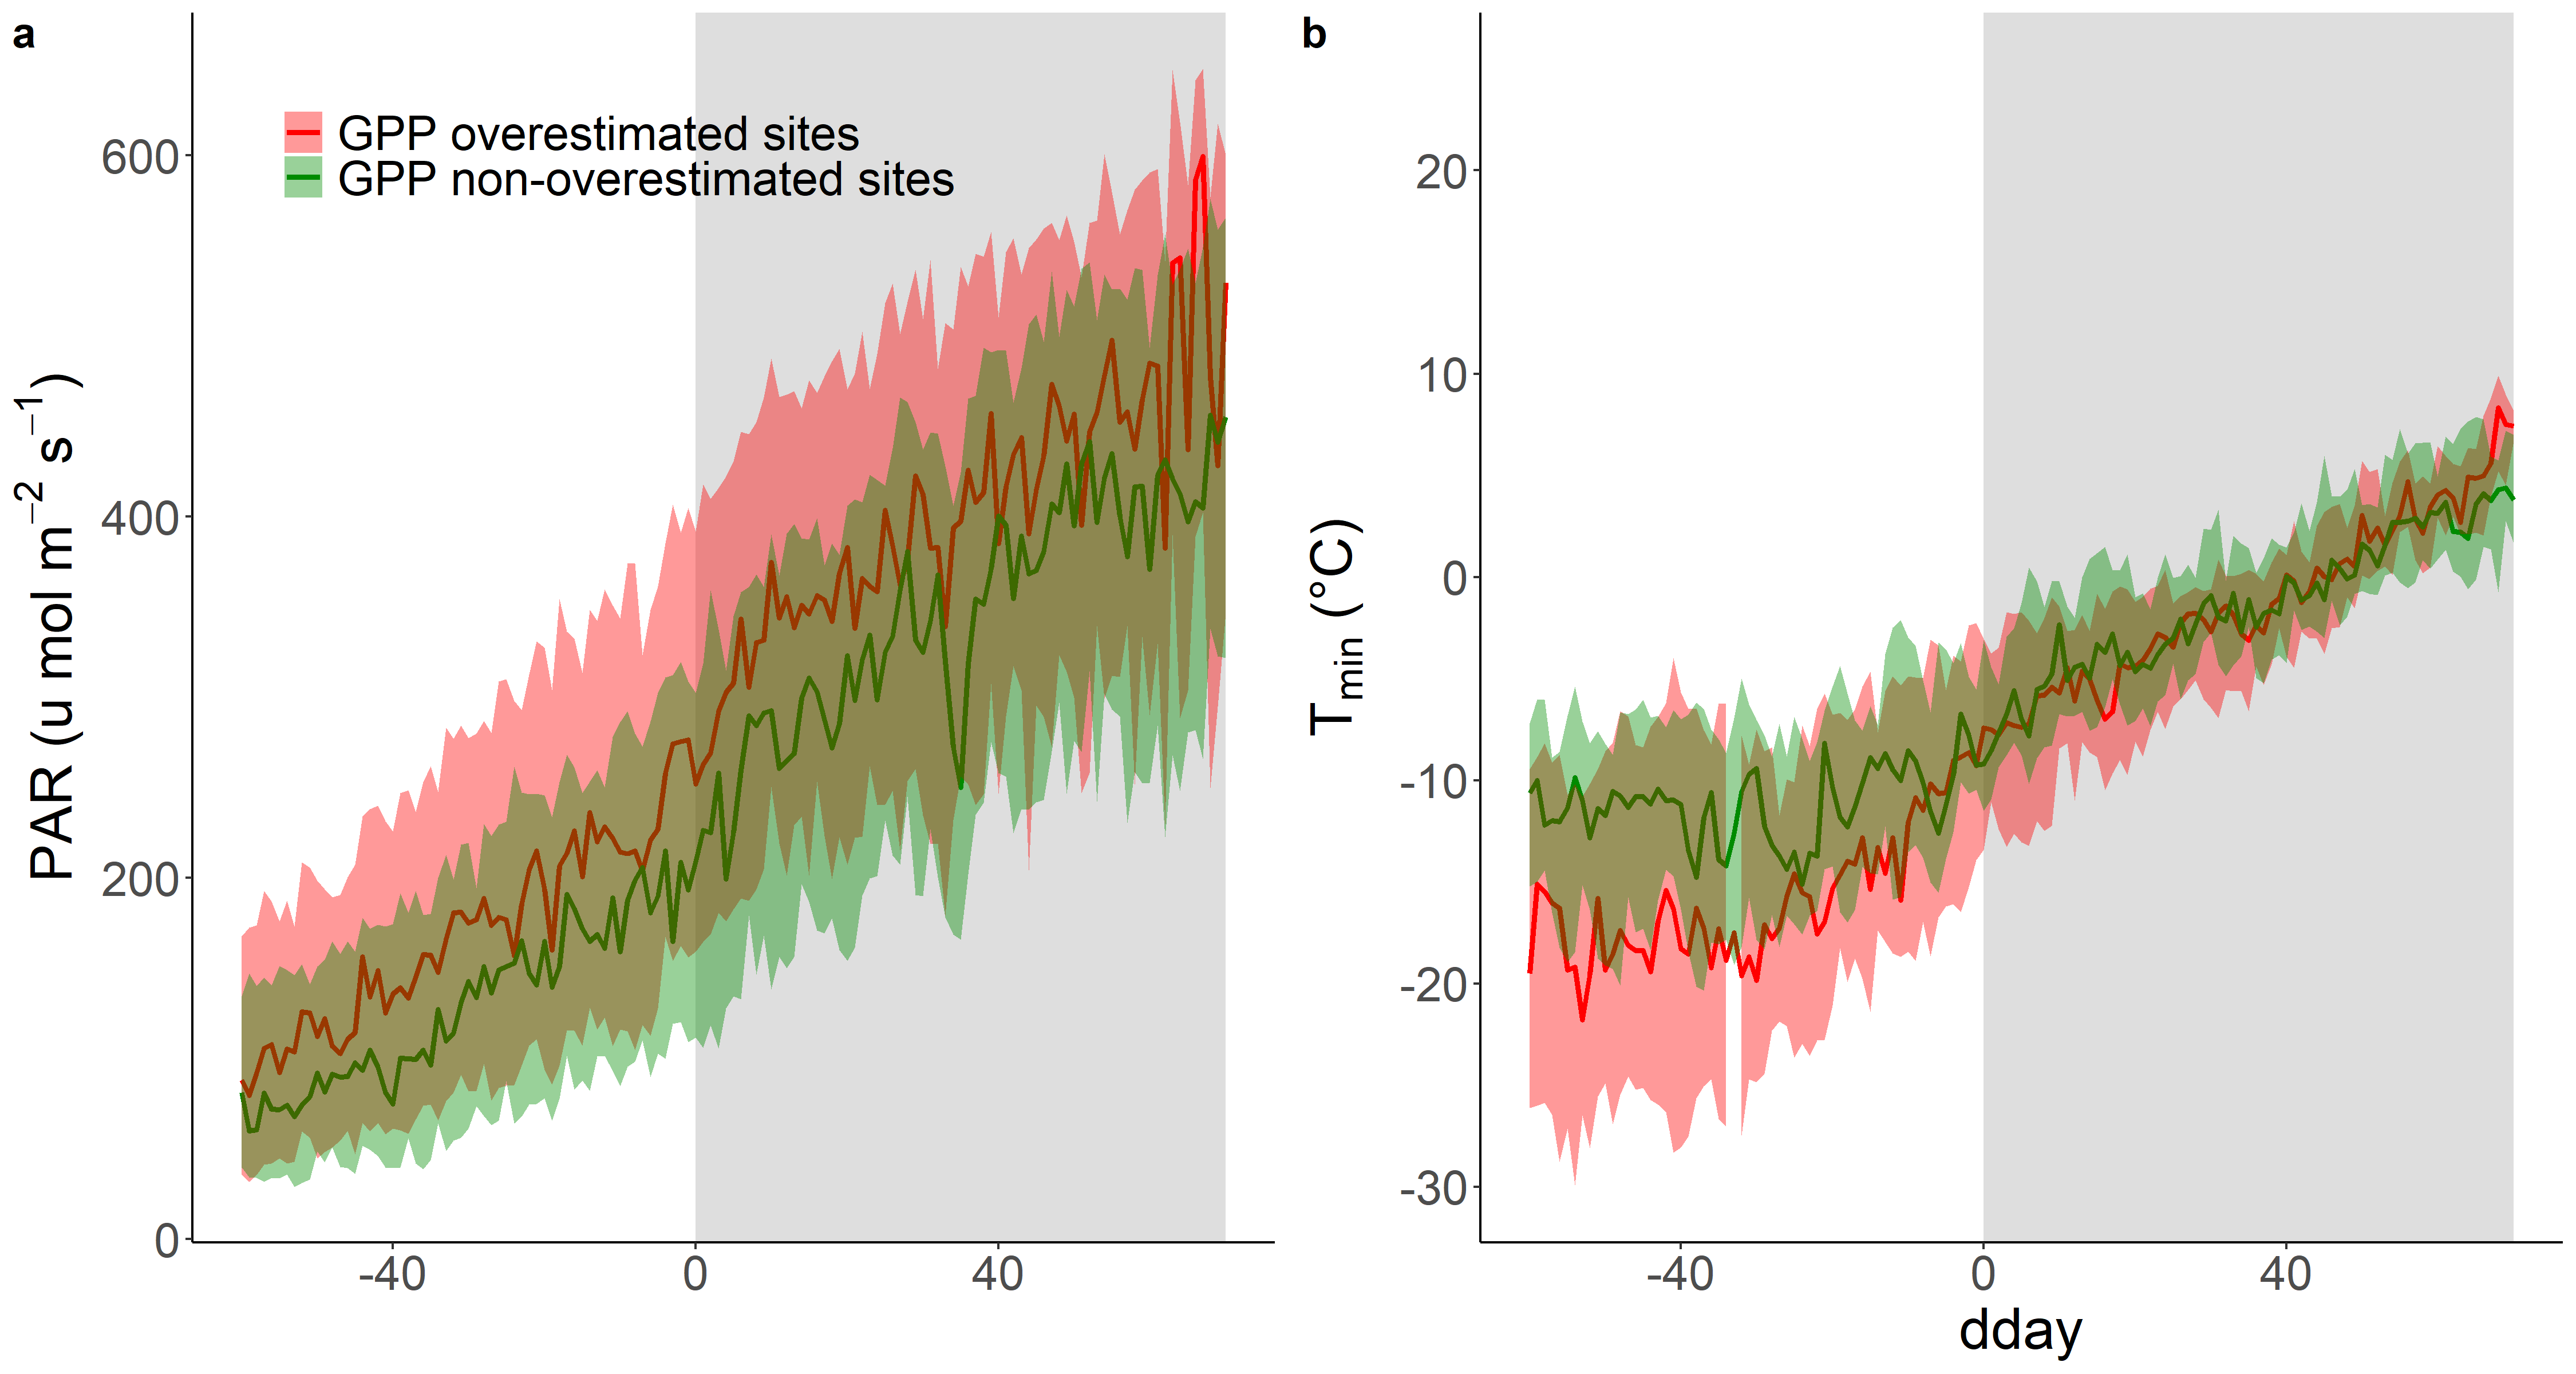 a
GPP overestimated sites
GPP non-overestimated sites
PAR (u mol m⁻² s⁻¹)
600
400
200
0
-40 0 40
b
Tmin (°C)
20
10
0
-10
-20
-30
-40 0 40
dday